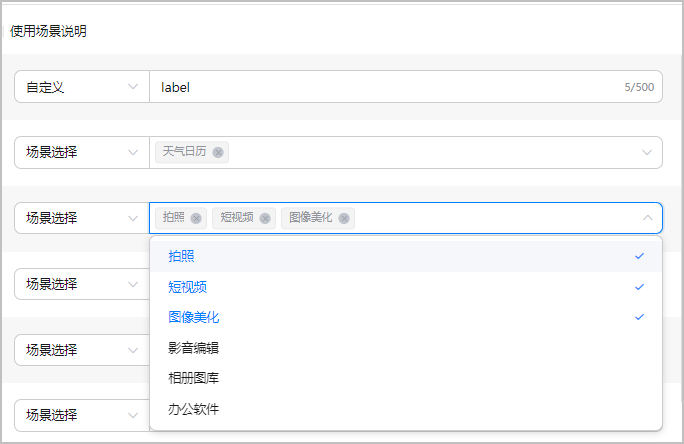 使用场景说明
自定义 label 5/500
场景选择 天气日历
场景选择 拍照 短视频 图像美化
拍照
短视频
场景选择
图像美化
影音编辑
场景选择
相册图库
办公软件
场景选择